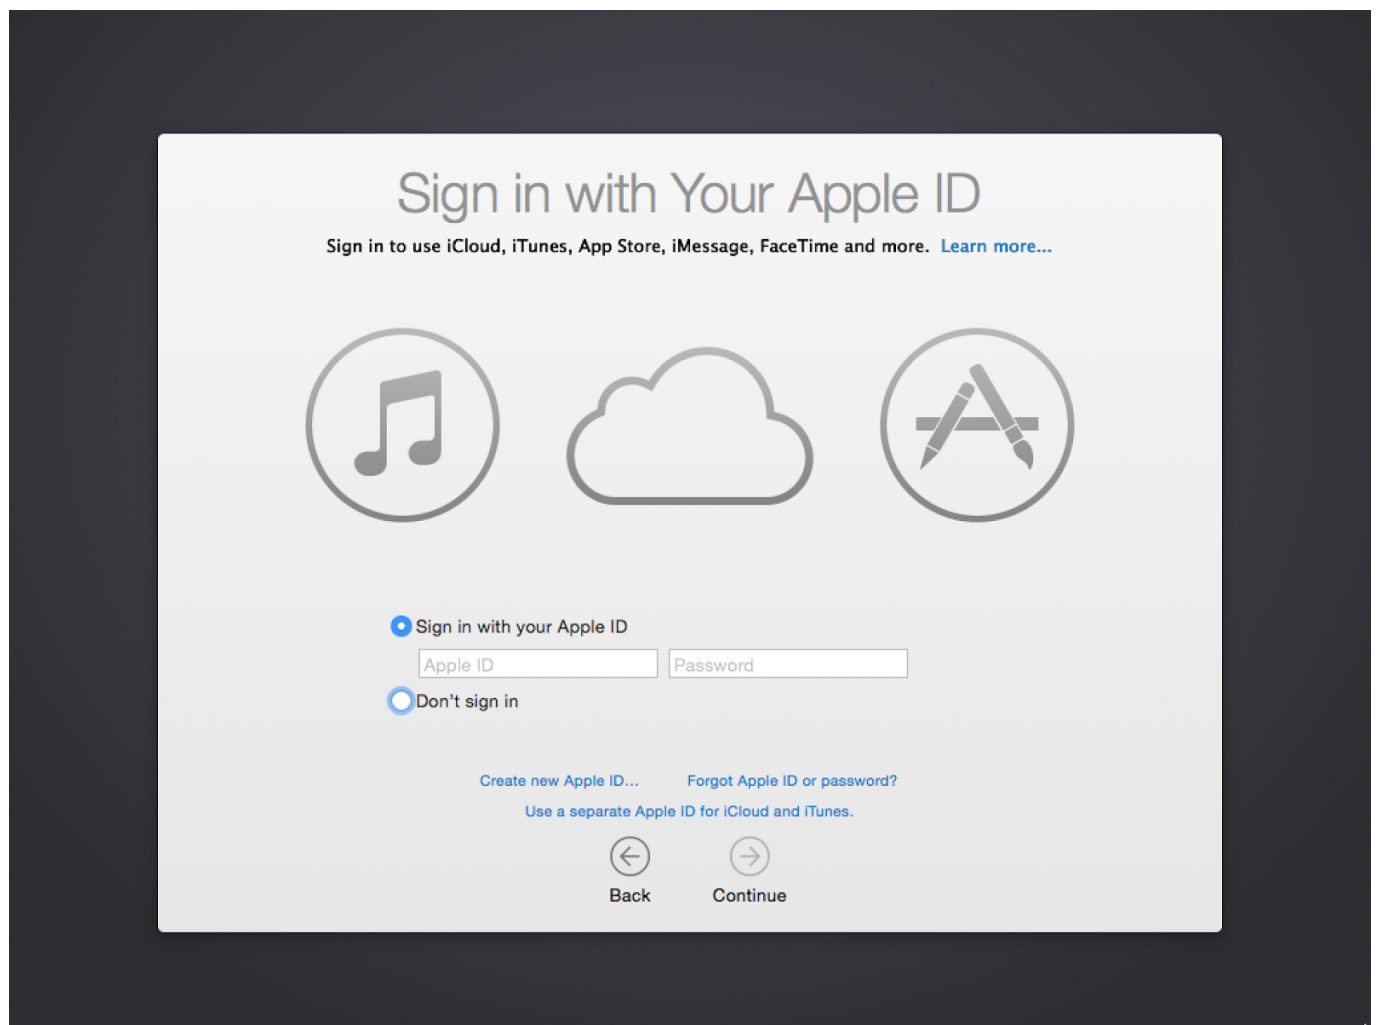 Sign in with Your Apple ID
Sign in to use iCloud, iTunes, App Store, iMessage, FaceTime and more. Learn more...
Sign in with your Apple ID
Apple ID Password
Don't sign in
Create new Apple ID... Forgot Apple ID or password?
Use a separate Apple ID for iCloud and iTunes.
Back Continue